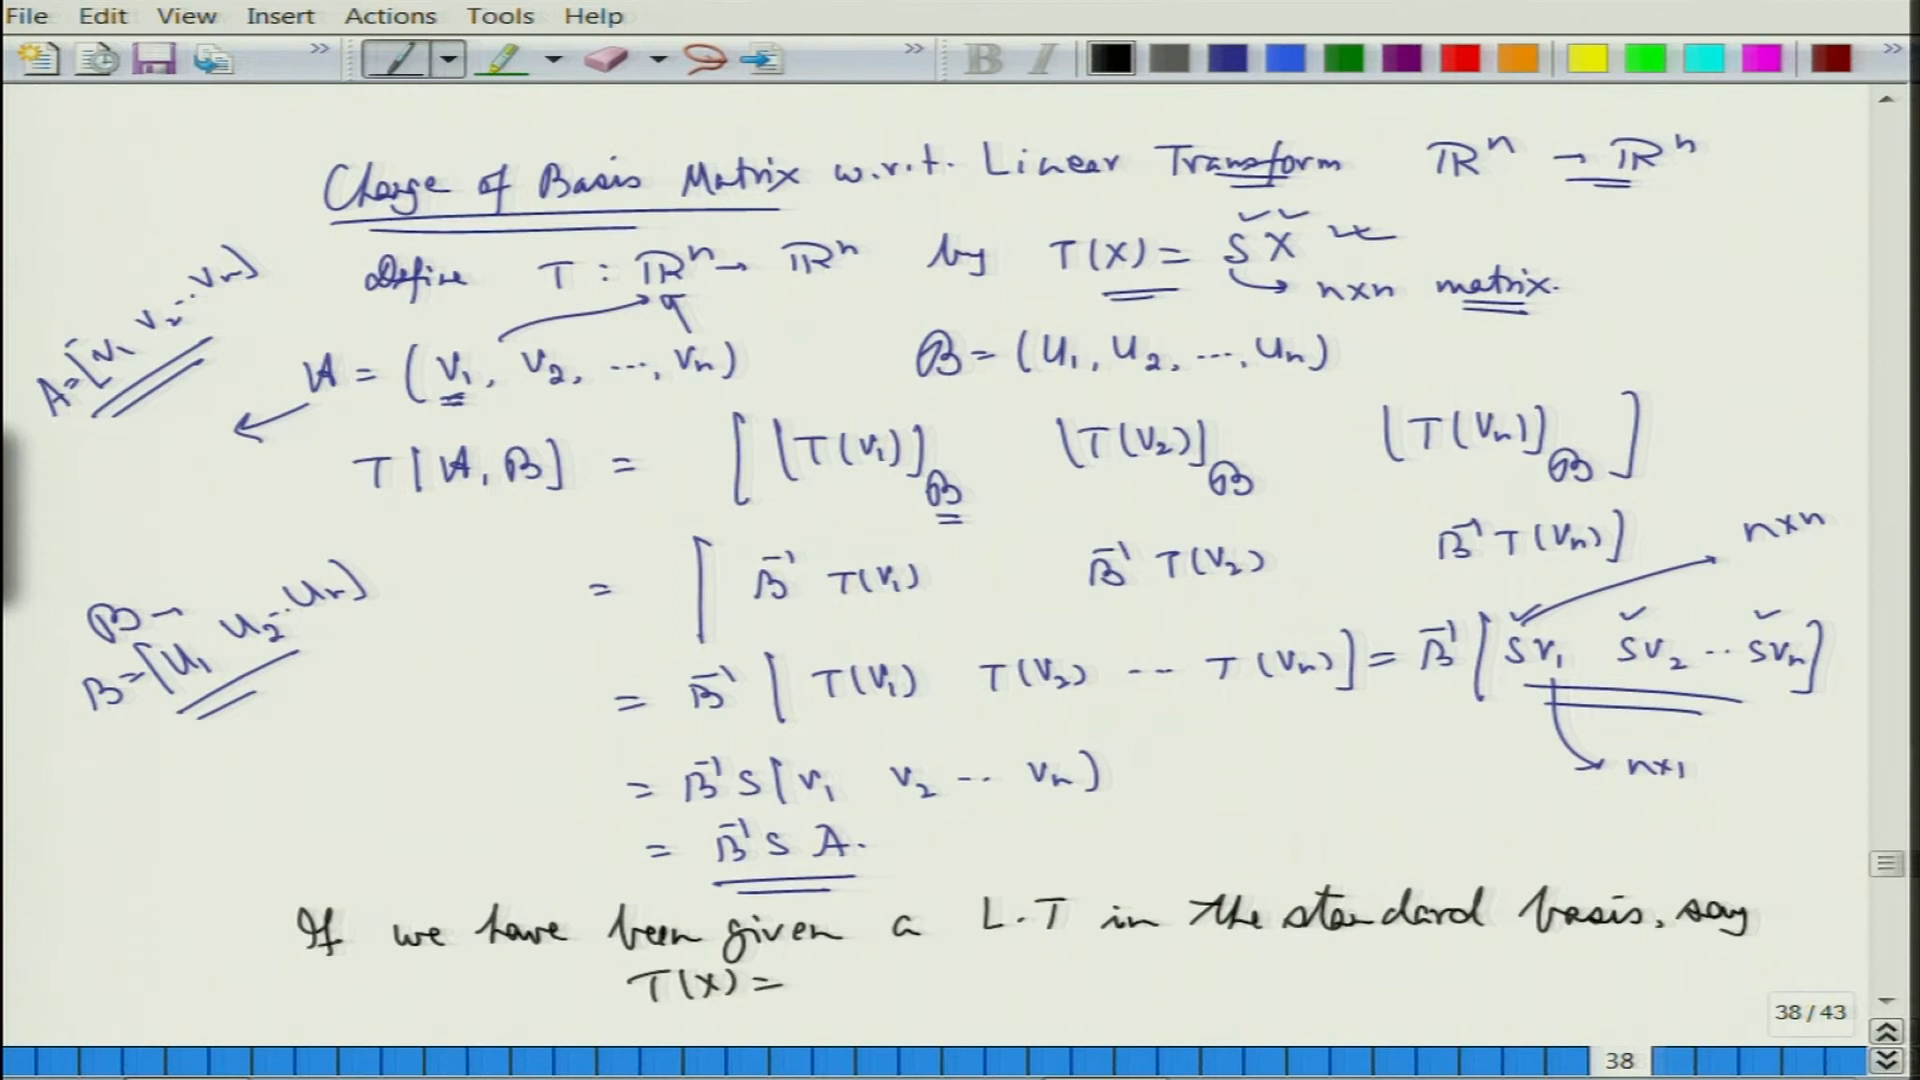 File Edit View Insert Actions Tools Help
B I
Change of Basis Matrix w.r.t. Linear Transform ℝⁿ → ℝⁿ
Define T : ℝⁿ → ℝⁿ by T(X) = S X
n×n matrix.
A=[v₁ v₂ .. vₙ]
𝒜 = (v₁, v₂, ..., vₙ) ℬ = (u₁, u₂, ..., uₙ)
T[𝒜, ℬ] = [ [T(v₁)]_ℬ [T(v₂)]_ℬ [T(vₙ)]_ℬ ]
= [ B⁻¹ T(v₁) B⁻¹ T(v₂) B⁻¹ T(vₙ) ] n×n
ℬ →
B=[u₁ u₂ .. uₙ]
= B⁻¹ [ T(v₁) T(v₂) --- T(vₙ) ] = B⁻¹ [ Sv₁ Sv₂ .. Svₙ ]
n×1
= B⁻¹ S [v₁ v₂ -- vₙ]
= B⁻¹ S A.
If we have been given a L.T in the standard basis, say
T(X) =
38 / 43
38